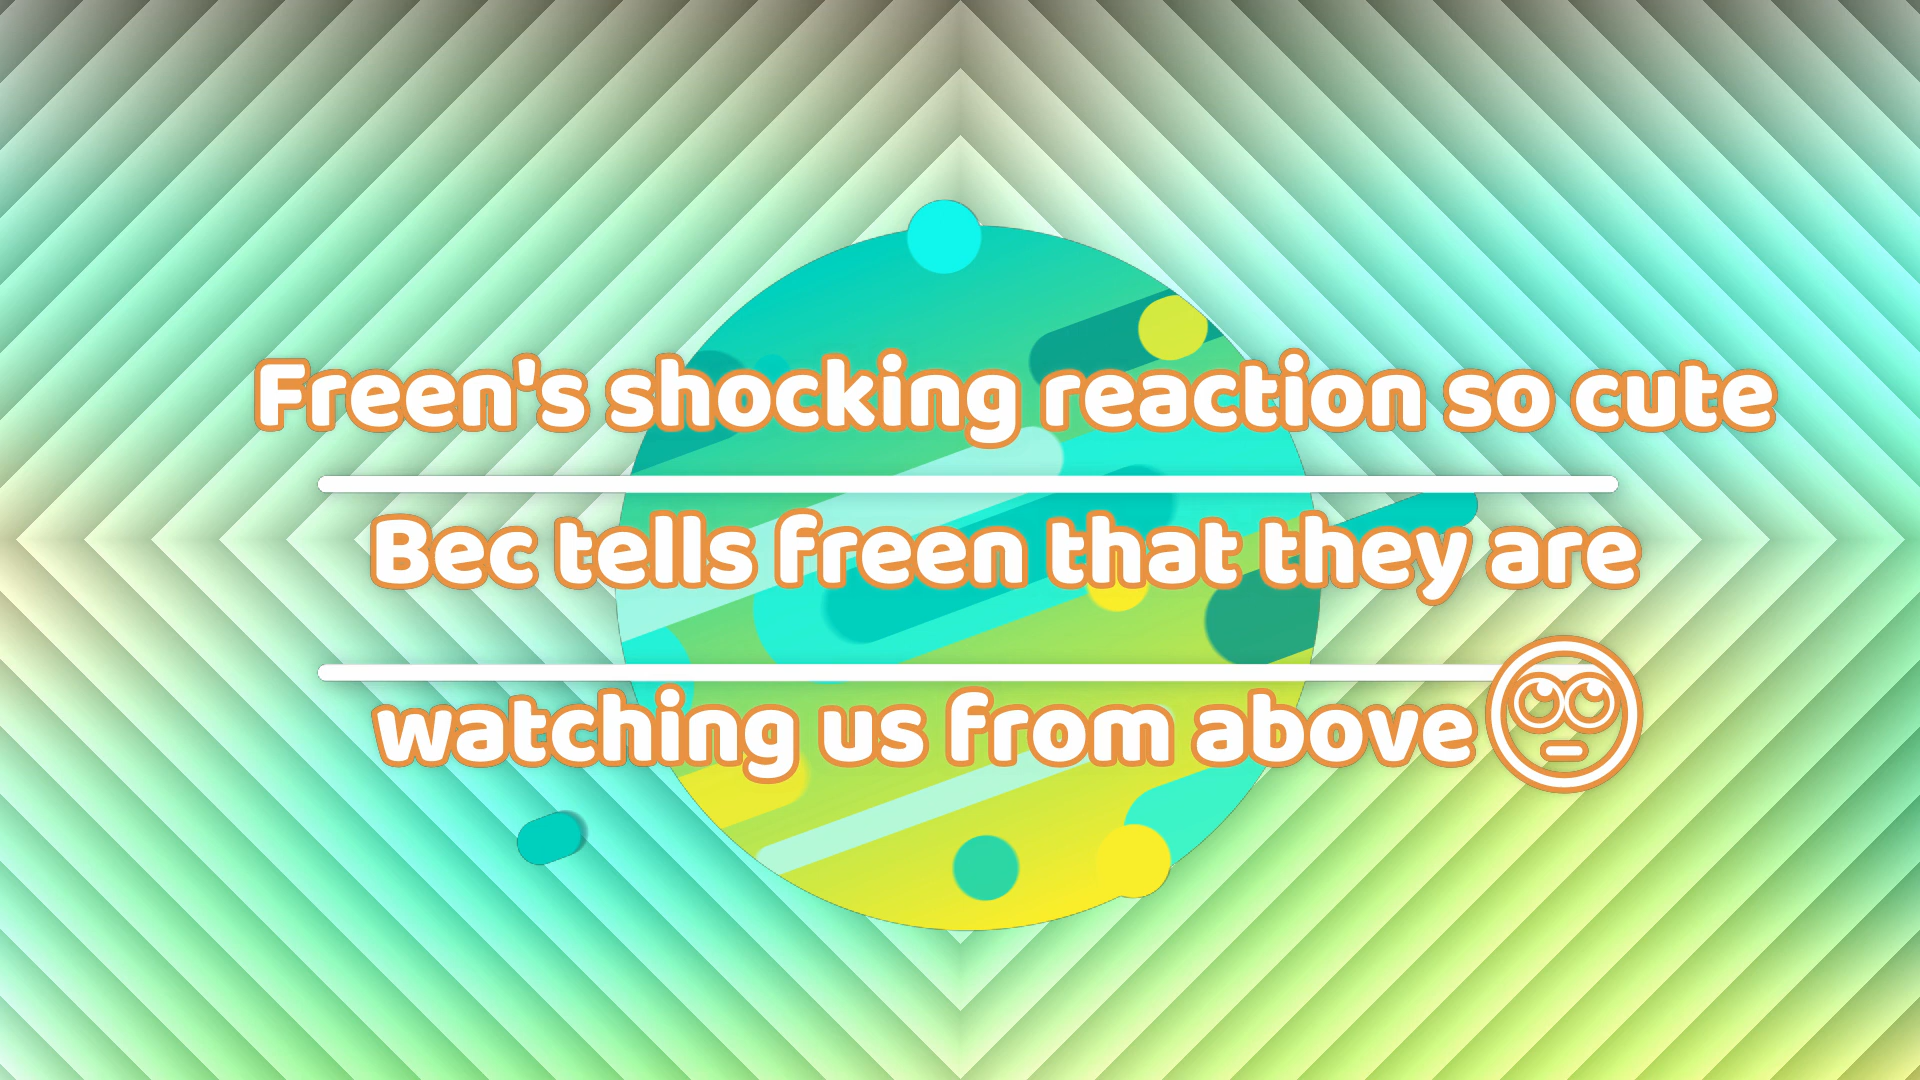 Freen's shocking reaction so cute
Bec tells freen that they are
watching us from above🙄